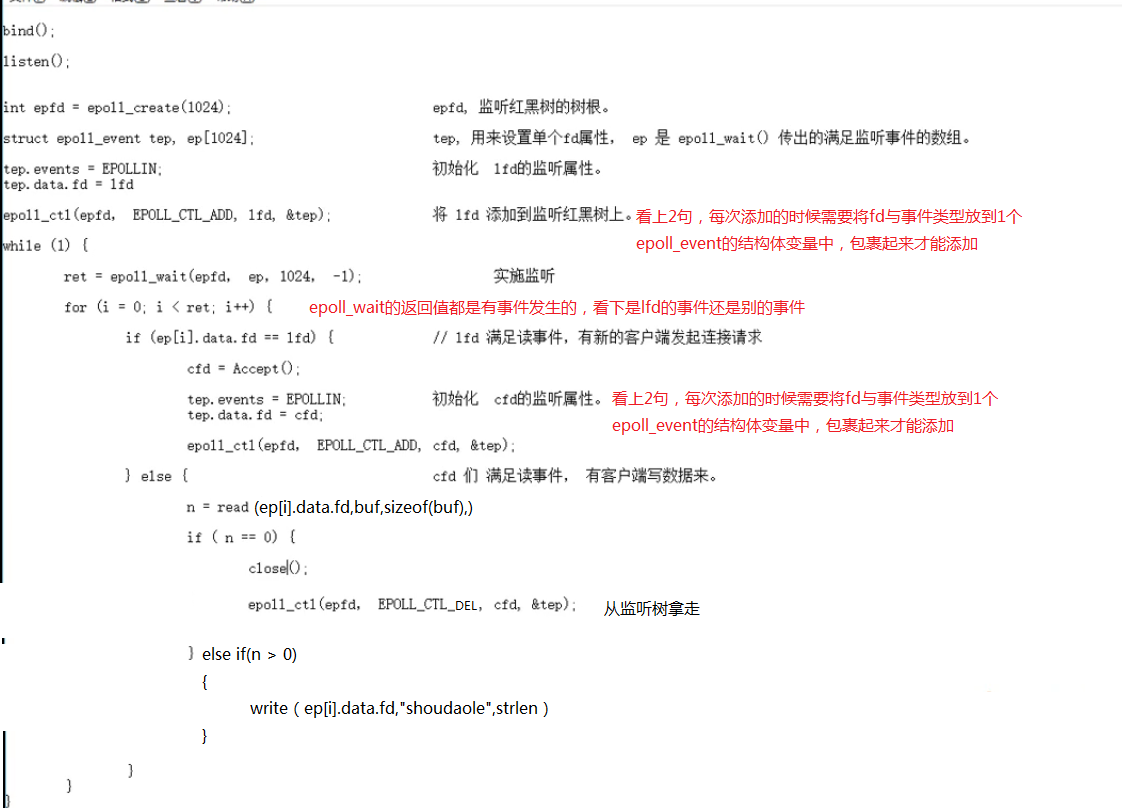 bind();
listen();
int epfd = epoll_create(1024); epfd, 监听红黑树的树根。
struct epoll_event tep, ep[1024]; tep, 用来设置单个fd属性， ep 是 epoll_wait() 传出的满足监听事件的数组。
tep.events = EPOLLIN; 初始化 lfd的监听属性。
tep.data.fd = lfd
epoll_ctl(epfd, EPOLL_CTL_ADD, lfd, &tep); 将 lfd 添加到监听红黑树上。看上2句，每次添加的时候需要将fd与事件类型放到1个
epoll_event的结构体变量中，包裹起来才能添加
while (1) {
ret = epoll_wait(epfd, ep, 1024, -1); 实施监听
for (i = 0; i < ret; i++) { epoll_wait的返回值都是有事件发生的，看下是lfd的事件还是别的事件
if (ep[i].data.fd == lfd) { // lfd 满足读事件，有新的客户端发起连接请求
cfd = Accept();
tep.events = EPOLLIN; 初始化 cfd的监听属性。看上2句，每次添加的时候需要将fd与事件类型放到1个
tep.data.fd = cfd; epoll_event的结构体变量中，包裹起来才能添加
epoll_ctl(epfd, EPOLL_CTL_ADD, cfd, &tep);
} else { cfd 们 满足读事件， 有客户端写数据来。
n = read (ep[i].data.fd,buf,sizeof(buf),)
if ( n == 0) {
close();
epoll_ctl(epfd, EPOLL_CTL_DEL, cfd, &tep); 从监听树拿走
} else if(n > 0)
{
write（ep[i].data.fd,"shoudaole",strlen）
}
}
}
}